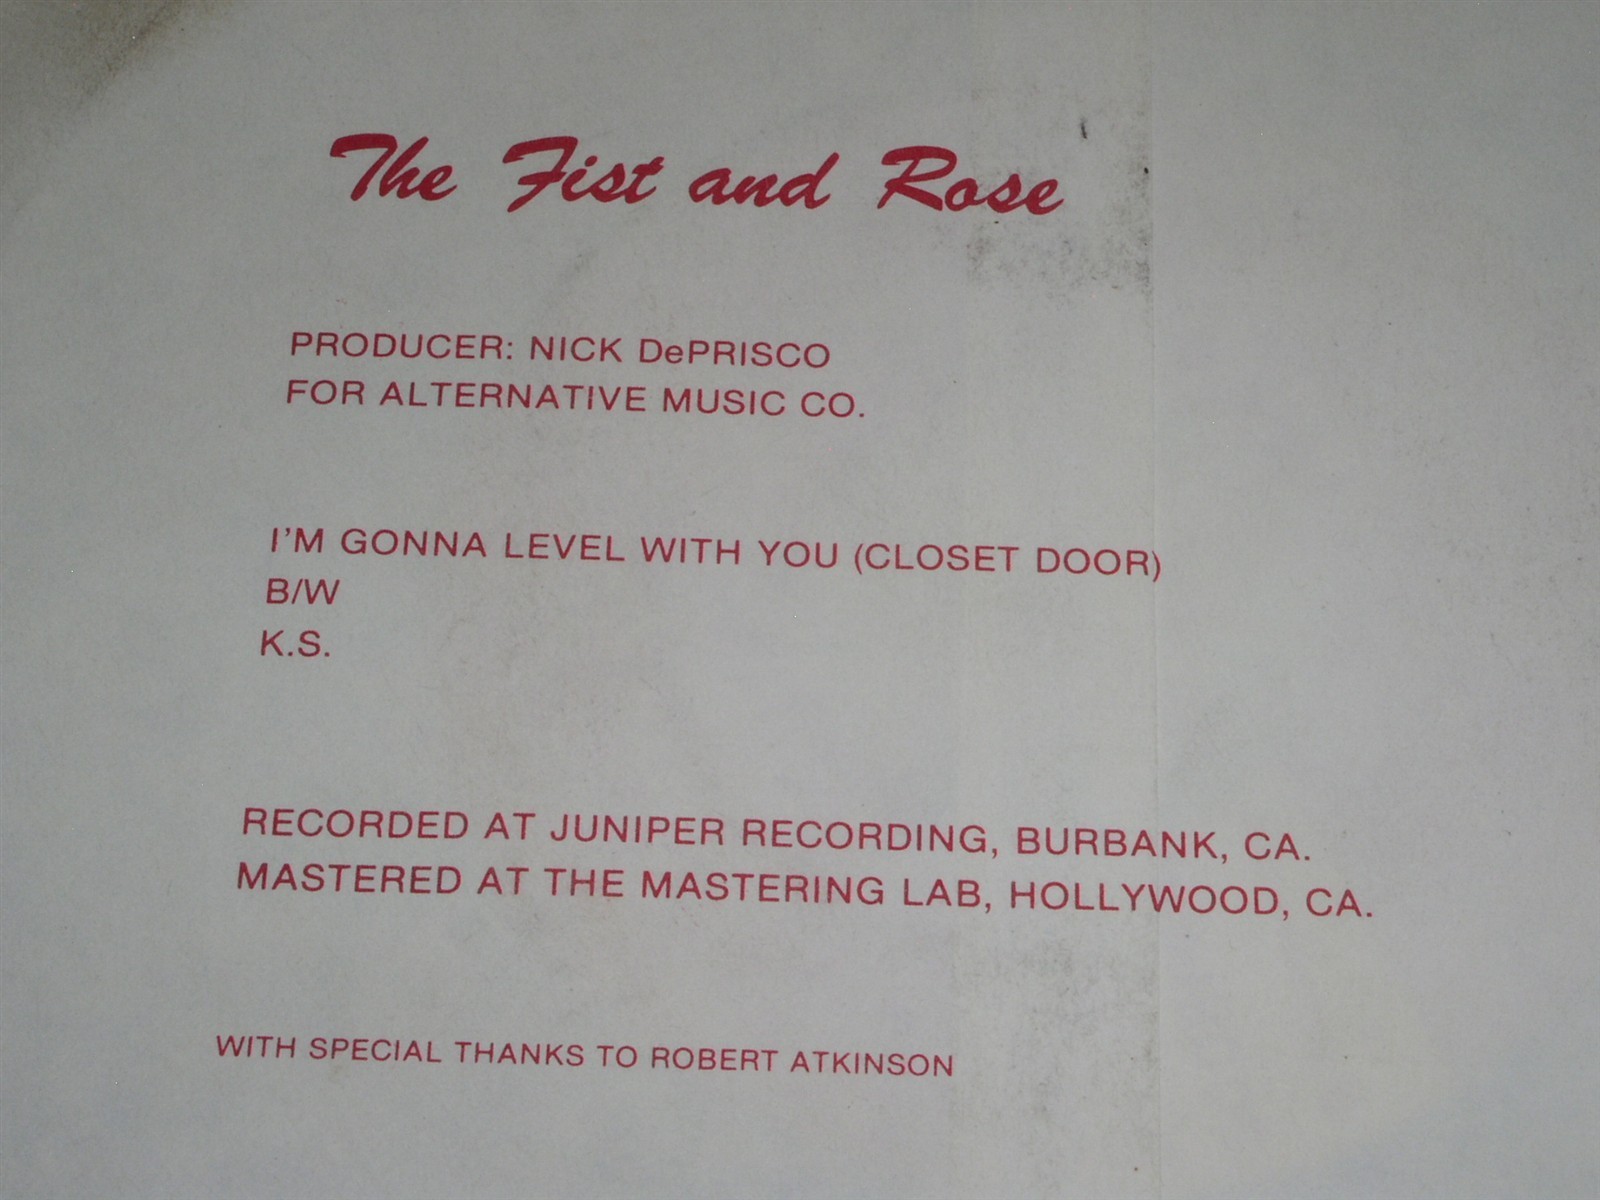 The Fist and Rose
PRODUCER: NICK DePRISCO
FOR ALTERNATIVE MUSIC CO.
I'M GONNA LEVEL WITH YOU (CLOSET DOOR)
B/W
K.S.
RECORDED AT JUNIPER RECORDING, BURBANK, CA.
MASTERED AT THE MASTERING LAB, HOLLYWOOD, CA.
WITH SPECIAL THANKS TO ROBERT ATKINSON